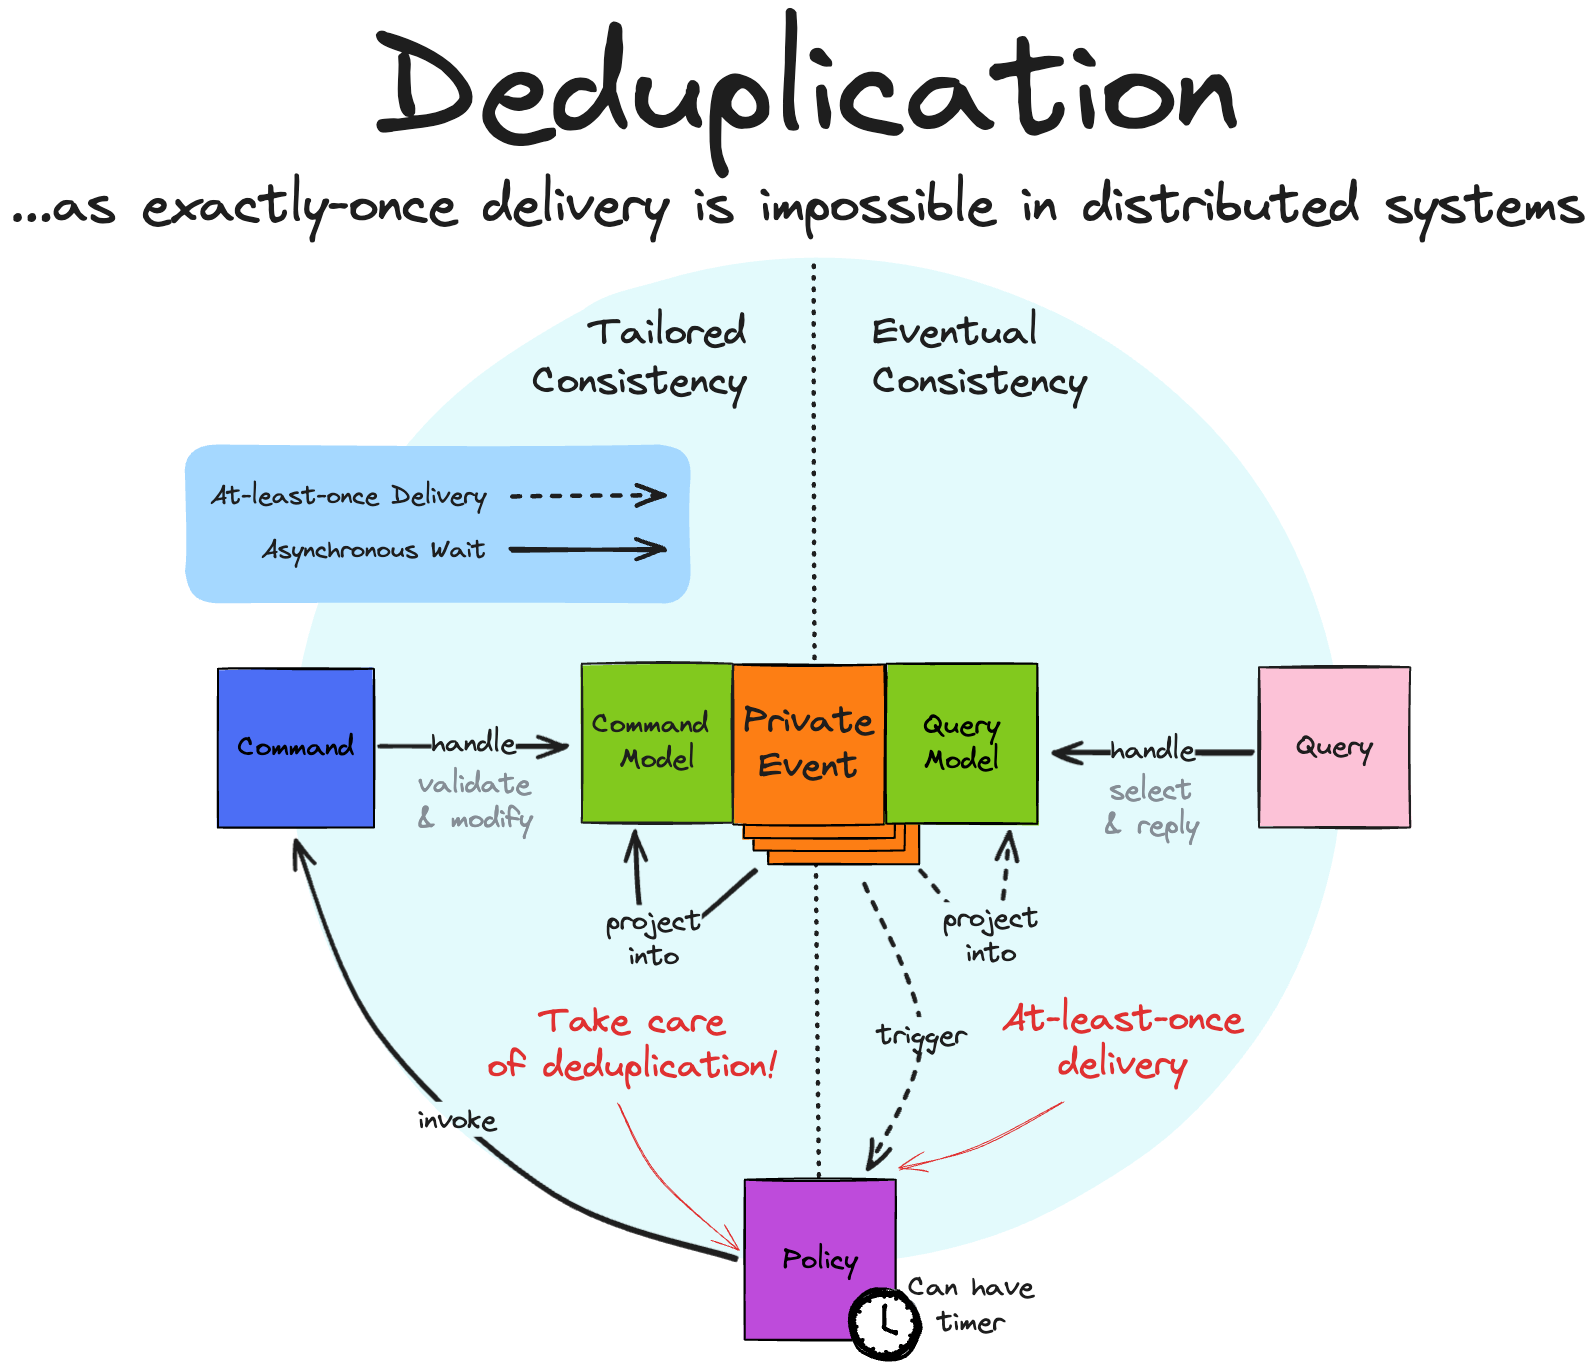 Deduplication
...as exactly-once delivery is impossible in distributed systems
Tailored
Consistency
Eventual
Consistency
At-least-once Delivery
Asynchronous Wait
Command
handle
validate
& modify
Command
Model
Private
Event
Query
Model
handle
select
& reply
Query
project
into
project
into
Take care
of deduplication!
trigger
At-least-once
delivery
invoke
Policy
Can have
timer